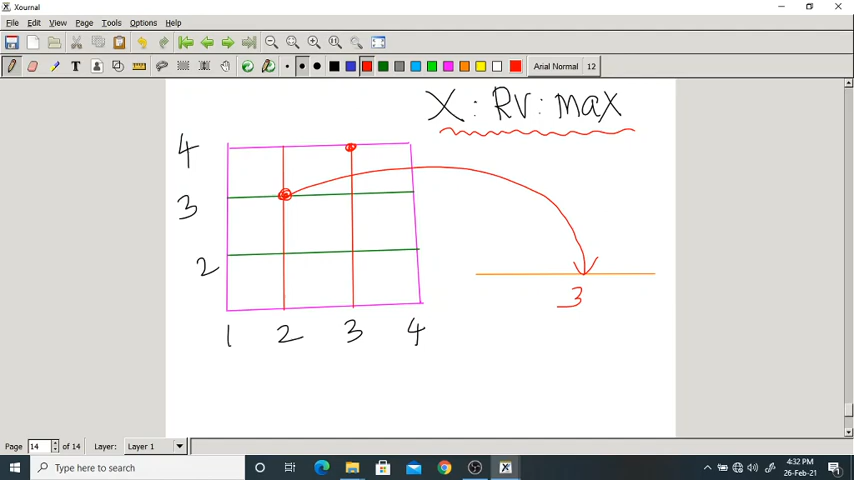 Xournal
File Edit View Page Tools Options Help
Arial Normal 12
X : RV : max
4
3
2
1 2 3 4
3
Page 14 of 14 Layer: Layer 1
Type here to search
4:32 PM
26-Feb-21
1